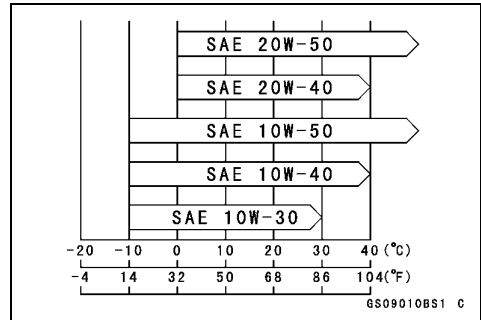 SAE 20W-50
SAE 20W-40
SAE 10W-50
SAE 10W-40
SAE 10W-30
-20 -10 0 10 20 30 40 (°C)
-4 14 32 50 68 86 104(°F)
GS09010BS1 C